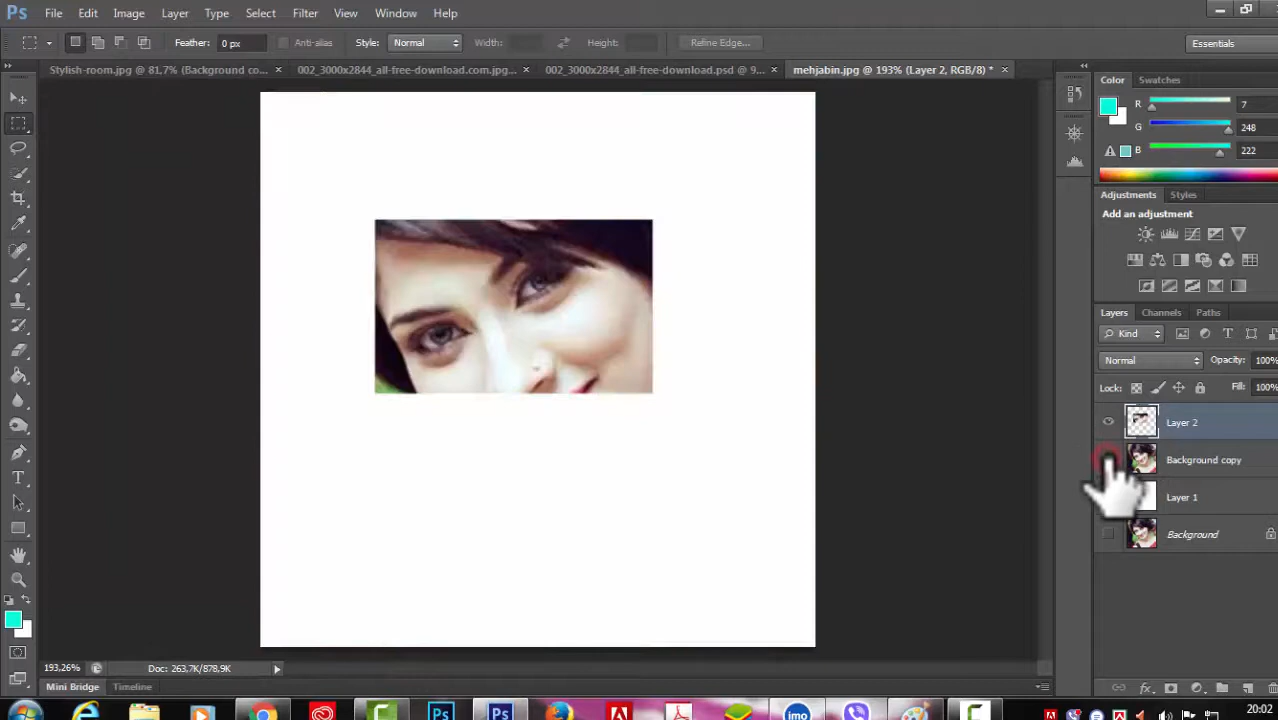 Ps File Edit Image Layer Type Select Filter View Window Help
Feather: 0 px Anti-alias Style: Normal Width: Height: Refine Edge... Essentials
Stylish-room.jpg @ 81,7% (Background co... × 002_3000x2844_all-free-download.com.jpg... × 002_3000x2844_all-free-download.psd @ 9... × mehjabin.jpg @ 193% (Layer 2, RGB/8) * ×
Color Swatches
R 7
G 248
B 222
Adjustments Styles
Add an adjustment
Layers Channels Paths
Kind
Normal Opacity: 100%
Lock: Fill: 100%
Layer 2
Background copy
Layer 1
Background
193,26% Doc: 263,7K/878,9K
Mini Bridge Timeline
Ps Ps imo
20:02